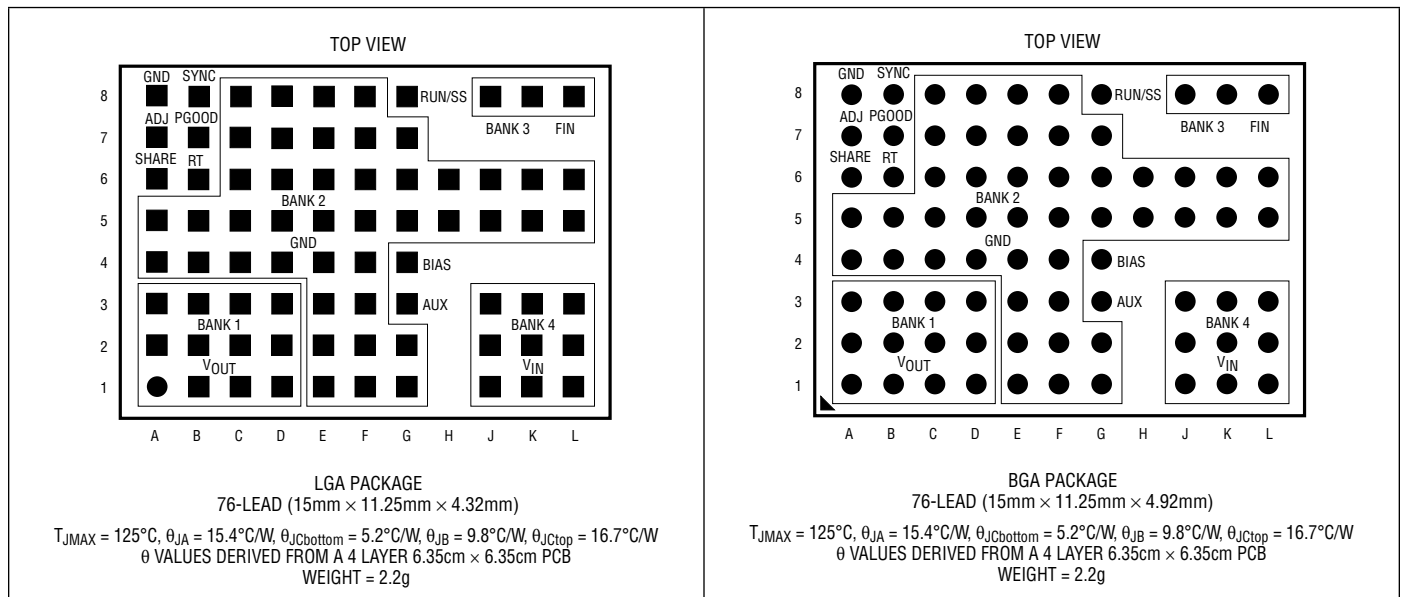 TOP VIEW
GND SYNC
8 RUN/SS
ADJ PGOOD BANK 3 FIN
7
SHARE RT
6
BANK 2
5
GND
4 BIAS
3 AUX
BANK 1 BANK 4
2
VOUT VIN
1
A B C D E F G H J K L
LGA PACKAGE
76-LEAD (15mm × 11.25mm × 4.32mm)
TJMAX = 125°C, θJA = 15.4°C/W, θJCbottom = 5.2°C/W, θJB = 9.8°C/W, θJCtop = 16.7°C/W
θ VALUES DERIVED FROM A 4 LAYER 6.35cm × 6.35cm PCB
WEIGHT = 2.2g
TOP VIEW
GND SYNC
8 RUN/SS
ADJ PGOOD BANK 3 FIN
7
SHARE RT
6
BANK 2
5
GND
4 BIAS
3 AUX
BANK 1 BANK 4
2
VOUT VIN
1
A B C D E F G H J K L
BGA PACKAGE
76-LEAD (15mm × 11.25mm × 4.92mm)
TJMAX = 125°C, θJA = 15.4°C/W, θJCbottom = 5.2°C/W, θJB = 9.8°C/W, θJCtop = 16.7°C/W
θ VALUES DERIVED FROM A 4 LAYER 6.35cm × 6.35cm PCB
WEIGHT = 2.2g